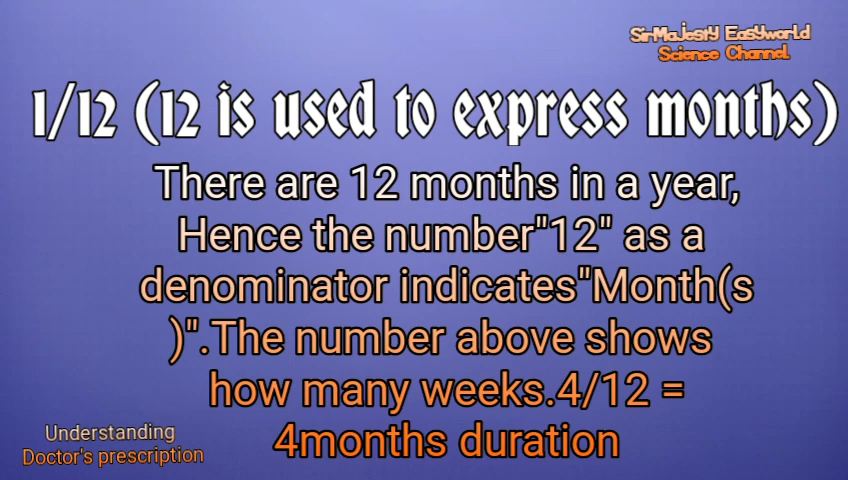 SirMajesty Easyworld
Science Channel
1/12 (12 is used to express months)
There are 12 months in a year,
Hence the number"12" as a
denominator indicates"Month(s
)".The number above shows
how many weeks.4/12 =
4months duration
Understanding
Doctor's prescription